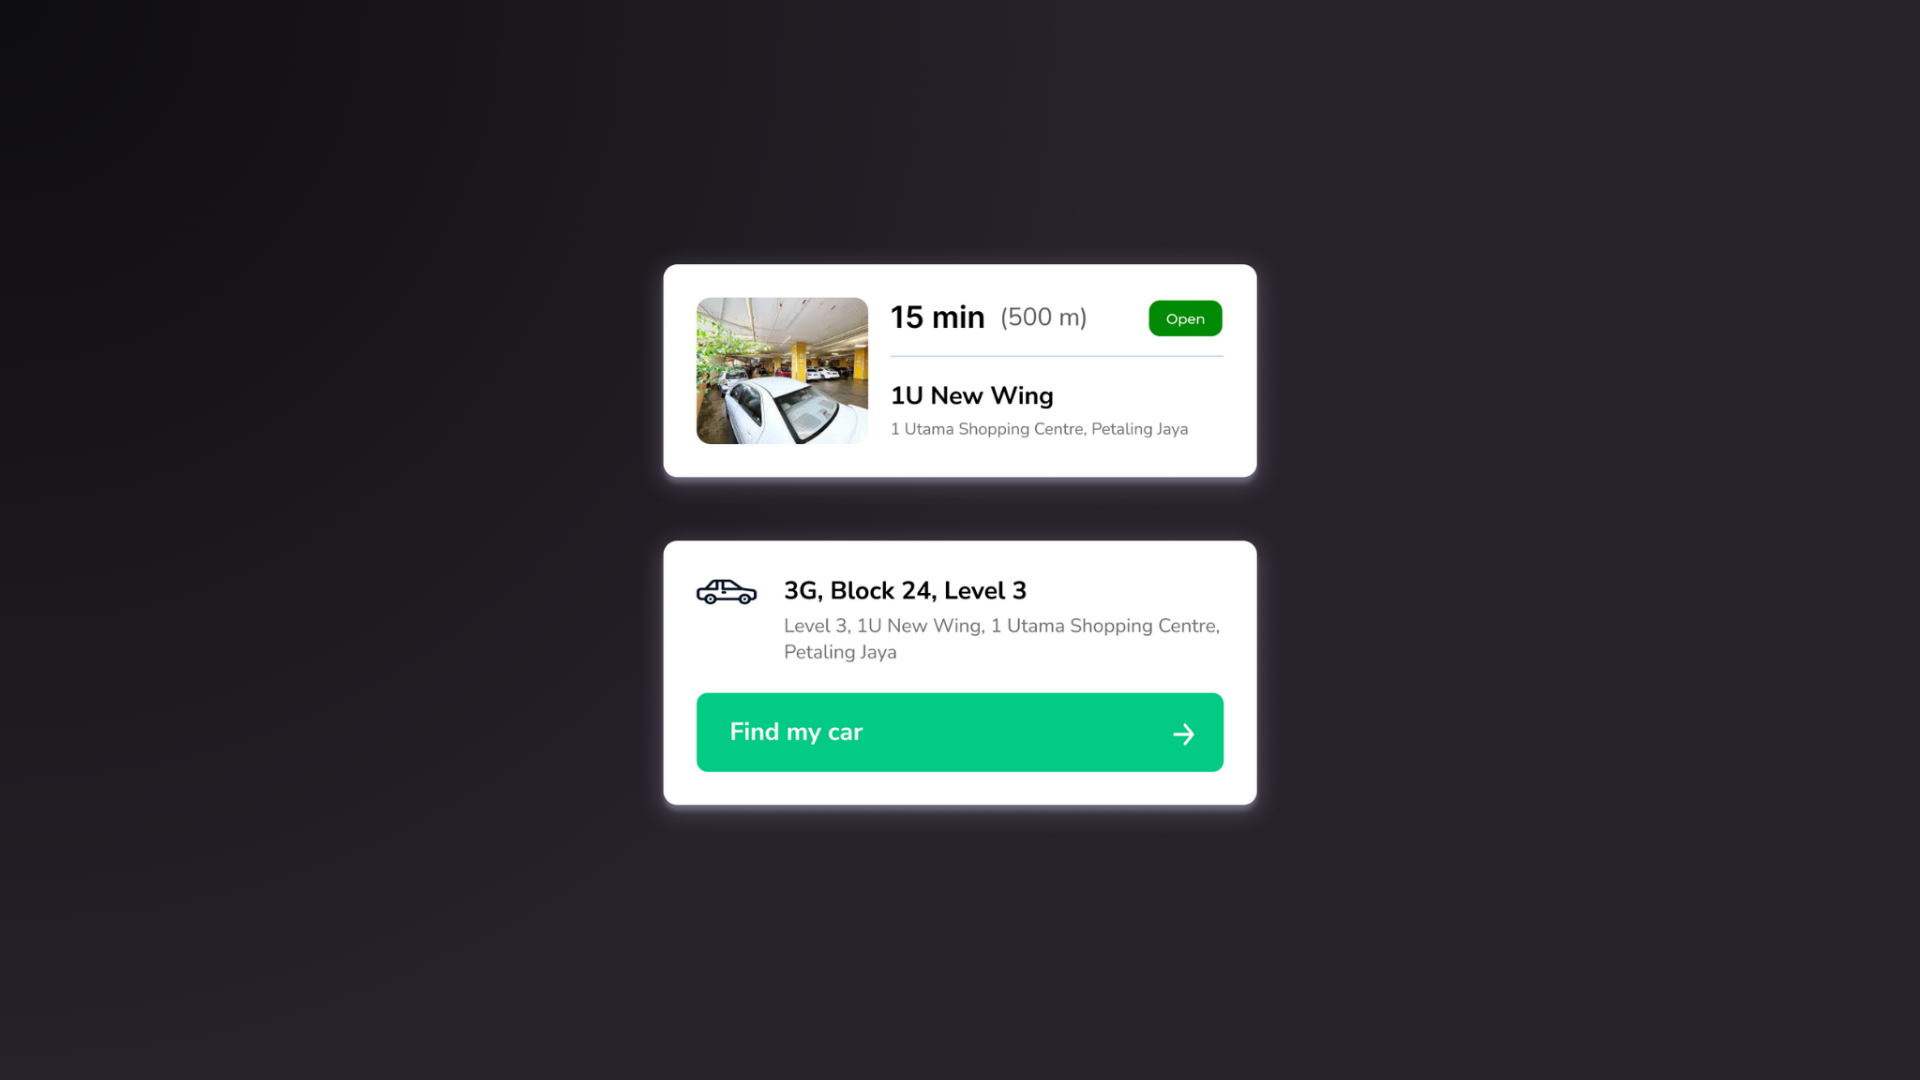 15 min (500 m)
Open
1U New Wing
1 Utama Shopping Centre, Petaling Jaya
3G, Block 24, Level 3
Level 3, 1U New Wing, 1 Utama Shopping Centre,
Petaling Jaya
Find my car